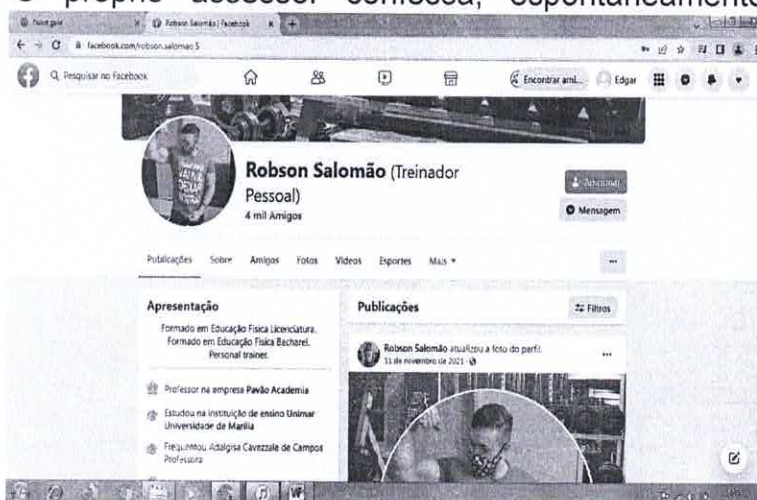 O próprio assessor confessa, espontaneamente
Robson Salomão | Facebook
facebook.com/robson.salomao.5
Pesquisar no Facebook
Encontrar ami...
Edgar
Robson Salomão (Treinador
Pessoal)
4 mil Amigos
Mensagem
Publicações Sobre Amigos Fotos Vídeos Esportes Mais
Apresentação
Formado em Educação Física Licenciatura.
Formado em Educação Física Bacharel.
Personal trainer.
Professor na empresa Pavão Academia
Estudou na instituição de ensino Unimar
Universidade de Marília
Frequentou Adalgisa Cavezzale de Campos
Professora
Publicações
Filtros
Robson Salomão atualizou a foto do perfil.
11 de novembro de 2021